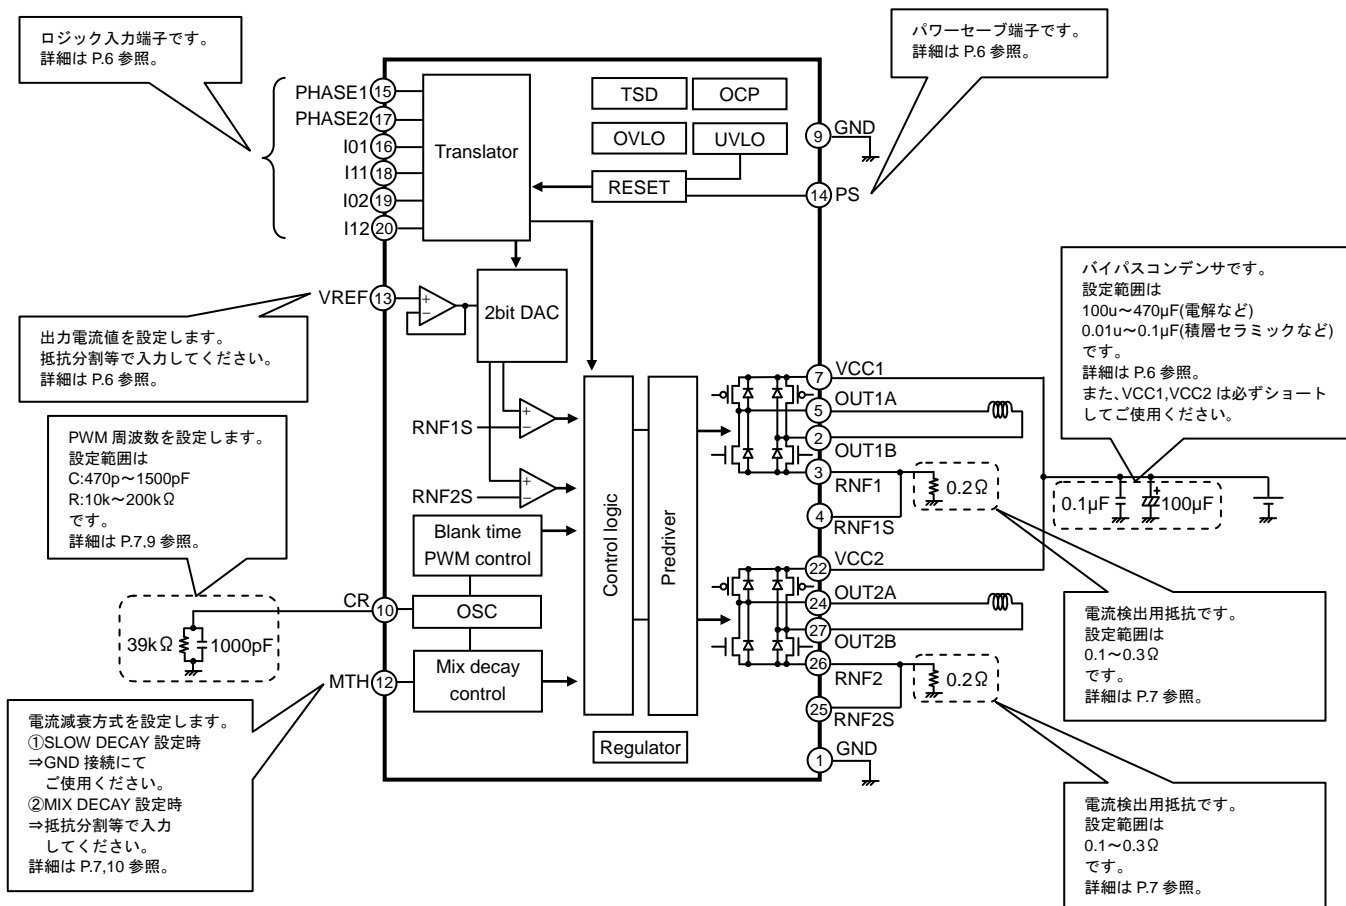 ロジック入力端子です。
詳細は P.6 参照。
パワーセーブ端子です。
詳細は P.6 参照。
PHASE1 15
PHASE2 17
I01 16
I11 18
I02 19
I12 20
Translator
TSD
OCP
OVLO
UVLO
RESET
9 GND
14 PS
VREF 13
+
−
2bit DAC
出力電流値を設定します。
抵抗分割等で入力してください。
詳細は P.6 参照。
バイパスコンデンサです。
設定範囲は
100u～470µF(電解など)
0.01u～0.1µF(積層セラミックなど)
です。
詳細は P.6 参照。
また、VCC1,VCC2 は必ずショート
してご使用ください。
PWM 周波数を設定します。
設定範囲は
C:470p～1500pF
R:10k～200kΩ
です。
詳細は P.7,9 参照。
RNF1S
+
−
RNF2S
+
−
Blank time
PWM control
CR 10
OSC
39kΩ
1000pF
MTH 12
Mix decay
control
Control logic
Predriver
Regulator
7 VCC1
5 OUT1A
2 OUT1B
3 RNF1
4 RNF1S
0.2Ω
0.1µF
+
100µF
22 VCC2
24 OUT2A
27 OUT2B
26 RNF2
25 RNF2S
0.2Ω
1 GND
電流減衰方式を設定します。
①SLOW DECAY 設定時
⇒GND 接続にて
ご使用ください。
②MIX DECAY 設定時
⇒抵抗分割等で入力
してください。
詳細は P.7,10 参照。
電流検出用抵抗です。
設定範囲は
0.1～0.3Ω
です。
詳細は P.7 参照。
電流検出用抵抗です。
設定範囲は
0.1～0.3Ω
です。
詳細は P.7 参照。